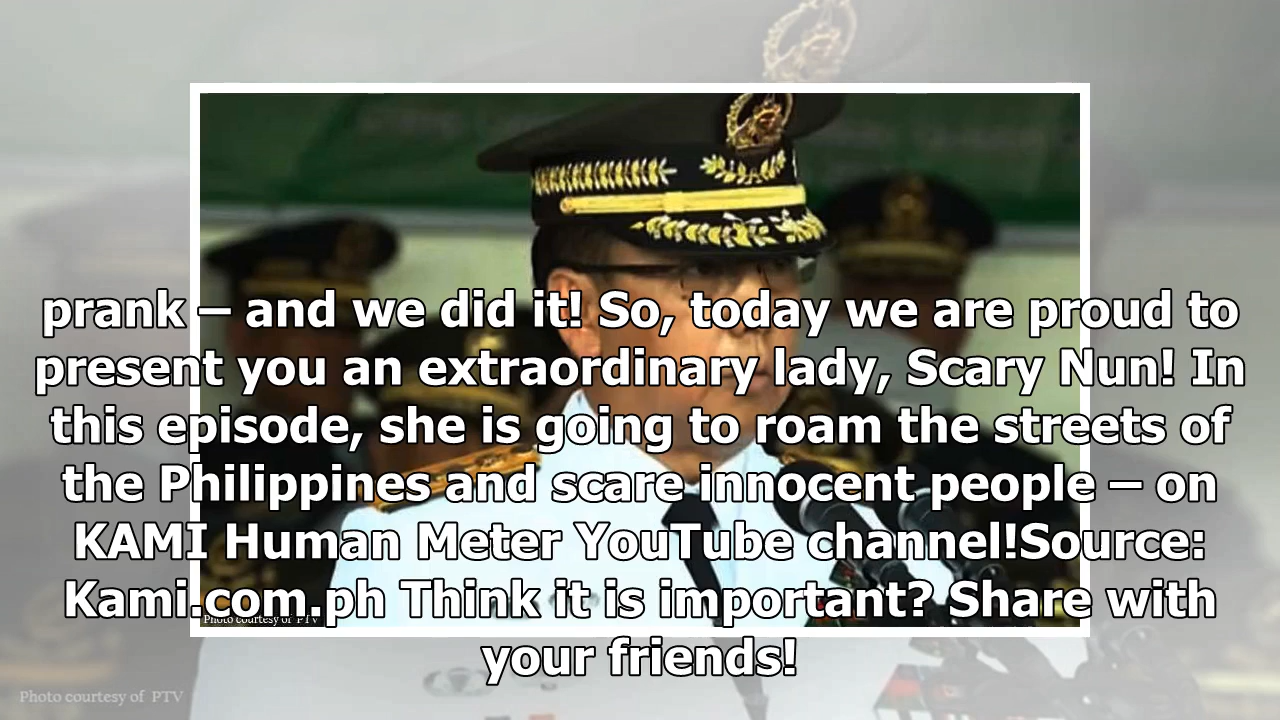 prank – and we did it! So, today we are proud to
present you an extraordinary lady, Scary Nun! In
this episode, she is going to roam the streets of
the Philippines and scare innocent people – on
KAMI Human Meter YouTube channel!Source:
Kami.com.ph Think it is important? Share with
Photo courtesy of PTV
your friends!
Photo courtesy of PTV